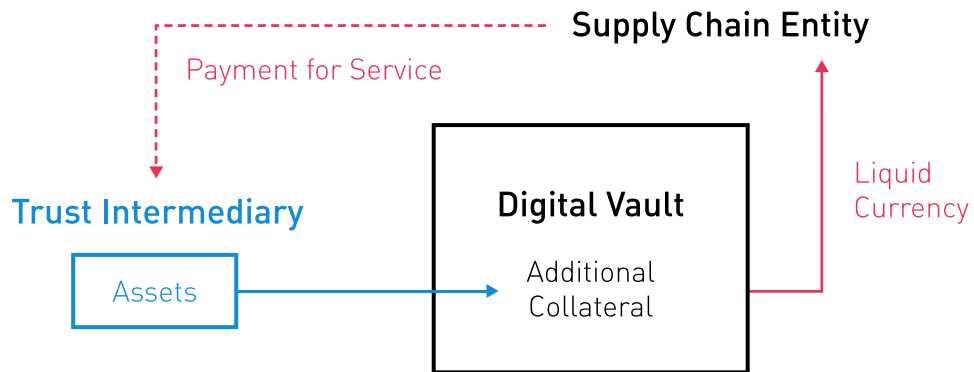 Supply Chain Entity
Payment for Service
Liquid
Currency
Trust Intermediary
Digital Vault
Assets
Additional
Collateral